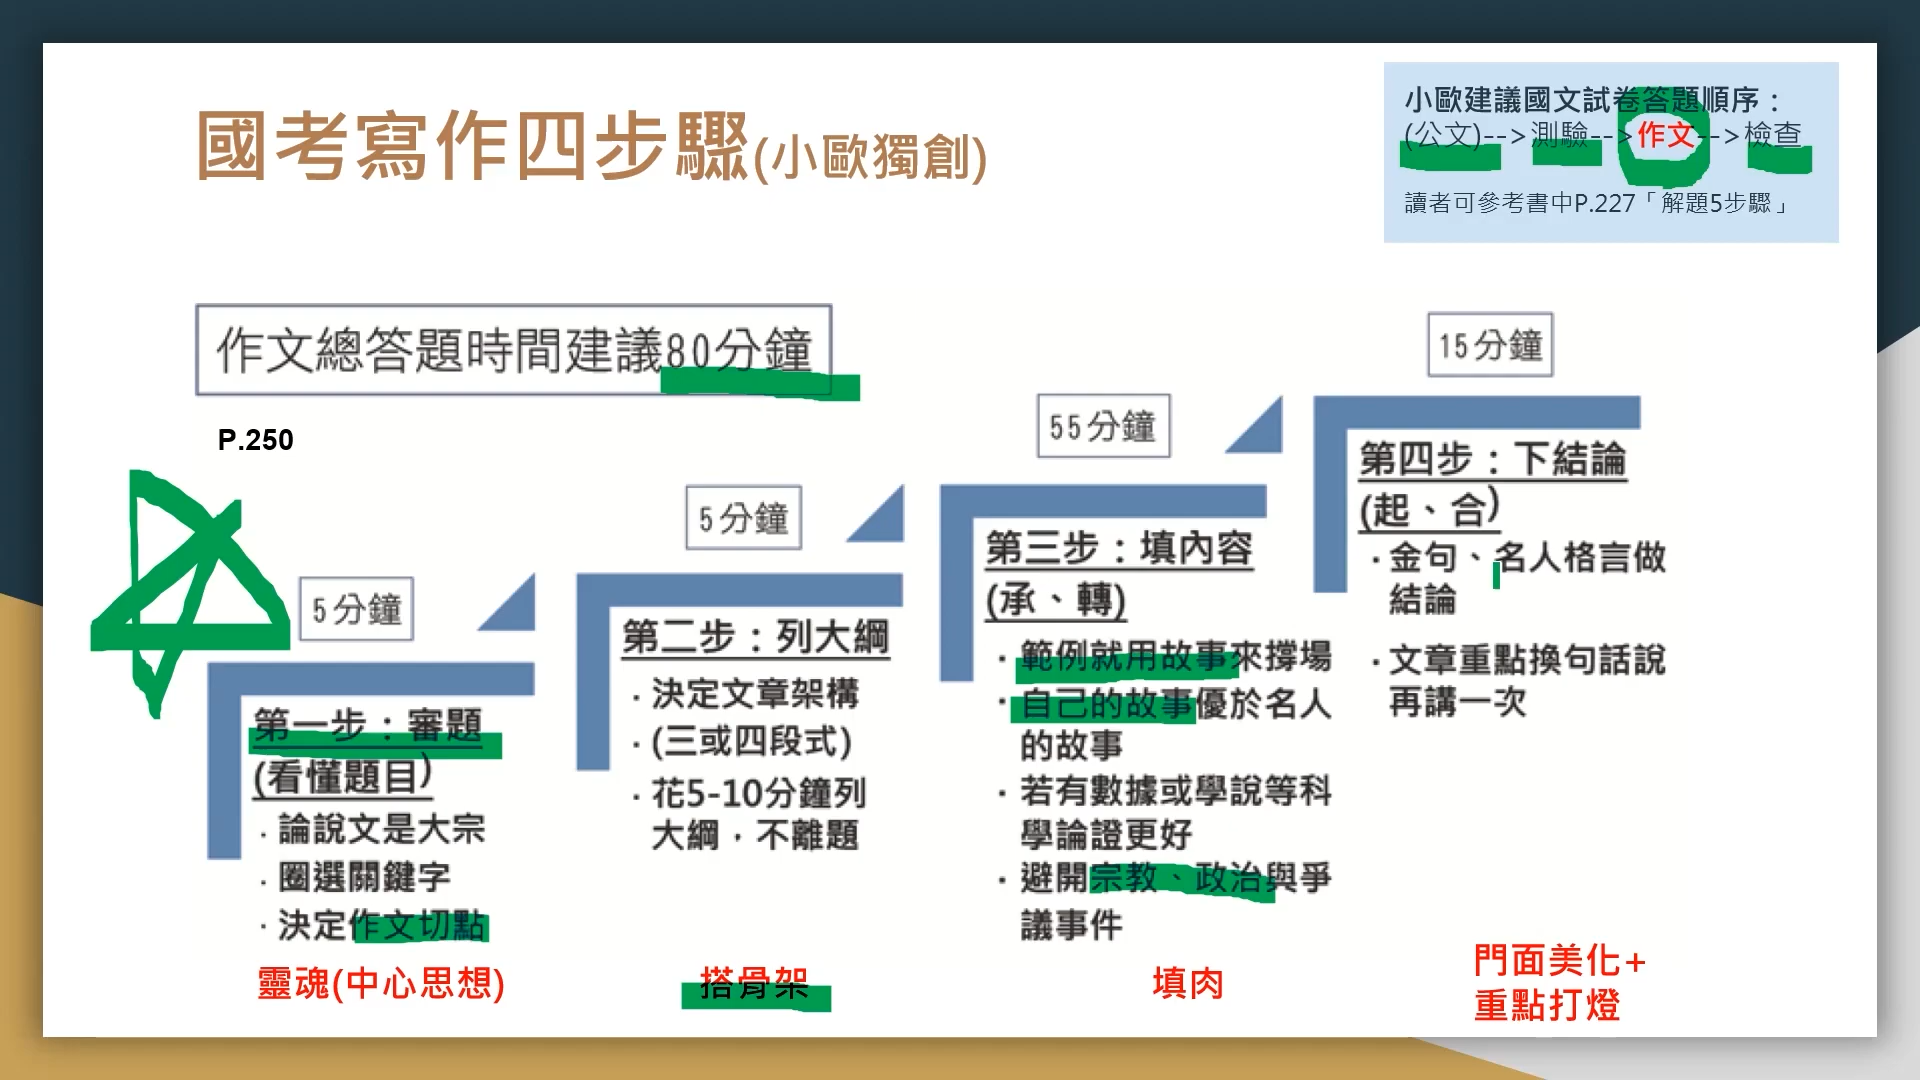 國考寫作四步驟(小歐獨創)
小歐建議國文試卷答題順序：
(公文)-->測驗-->作文-->檢查
讀者可參考書中P.227「解題5步驟」
作文總答題時間建議80分鐘
P.250
5分鐘
第一步：審題
(看懂題目)
·論說文是大宗
·圈選關鍵字
·決定作文切點
靈魂(中心思想)
5分鐘
第二步：列大綱
·決定文章架構
·(三或四段式)
·花5-10分鐘列
大綱，不離題
搭骨架
55分鐘
第三步：填內容
(承、轉)
·範例就用故事來撐場
·自己的故事優於名人
的故事
·若有數據或學說等科
學論證更好
·避開宗教、政治與爭
議事件
填肉
15分鐘
第四步：下結論
(起、合)
·金句、名人格言做
結論
·文章重點換句話說
再講一次
門面美化+
重點打燈